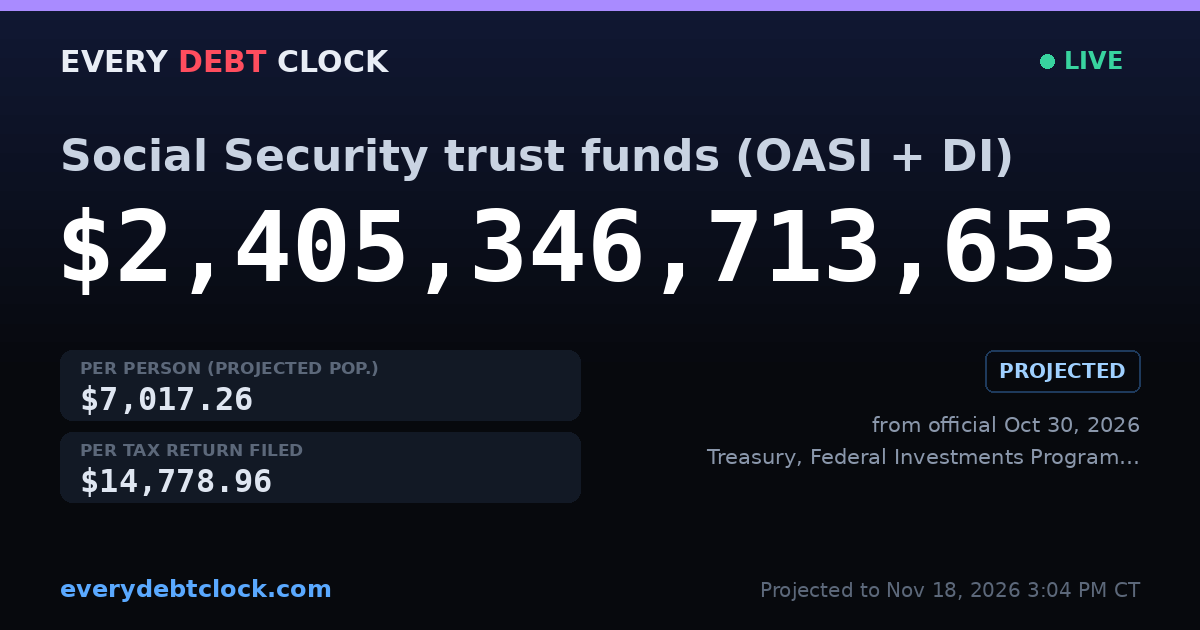 EVERY DEBT CLOCK
LIVE
Social Security trust funds (OASI + DI)
$2,405,346,713,653
PER PERSON (PROJECTED POP.)
$7,017.26
PER TAX RETURN FILED
$14,778.96
PROJECTED
from official Oct 30, 2026
Treasury, Federal Investments Program…
everydebtclock.com
Projected to Nov 18, 2026 3:04 PM CT